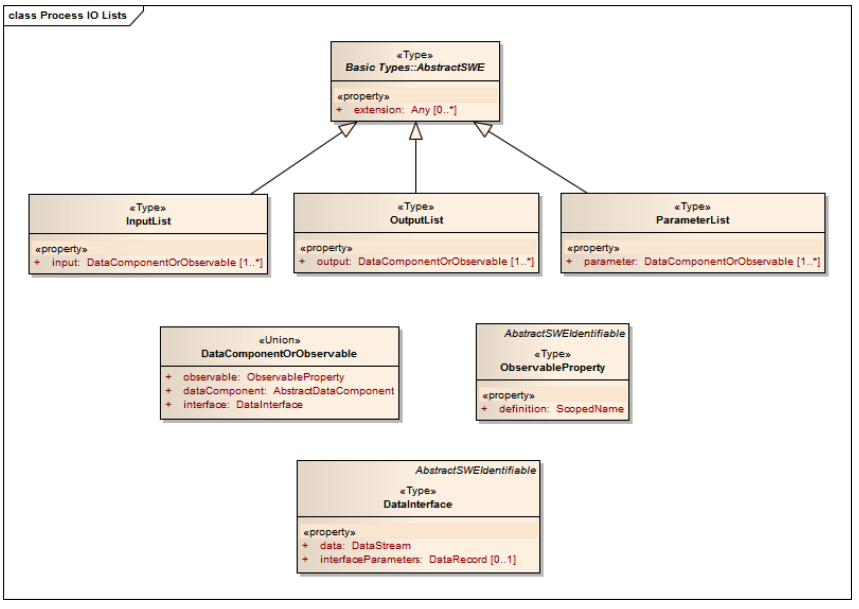 class Process IO Lists
«Type»
Basic Types::AbstractSWE
«property»
+ extension: Any [0..*]
«Type»
InputList
«property»
+ input: DataComponentOrObservable [1..*]
«Type»
OutputList
«property»
+ output: DataComponentOrObservable [1..*]
«Type»
ParameterList
«property»
+ parameter: DataComponentOrObservable [1..*]
«Union»
DataComponentOrObservable
+ observable: ObservableProperty
+ dataComponent: AbstractDataComponent
+ interface: DataInterface
AbstractSWEIdentifiable
«Type»
ObservableProperty
«property»
+ definition: ScopedName
AbstractSWEIdentifiable
«Type»
DataInterface
«property»
+ data: DataStream
+ interfaceParameters: DataRecord [0..1]